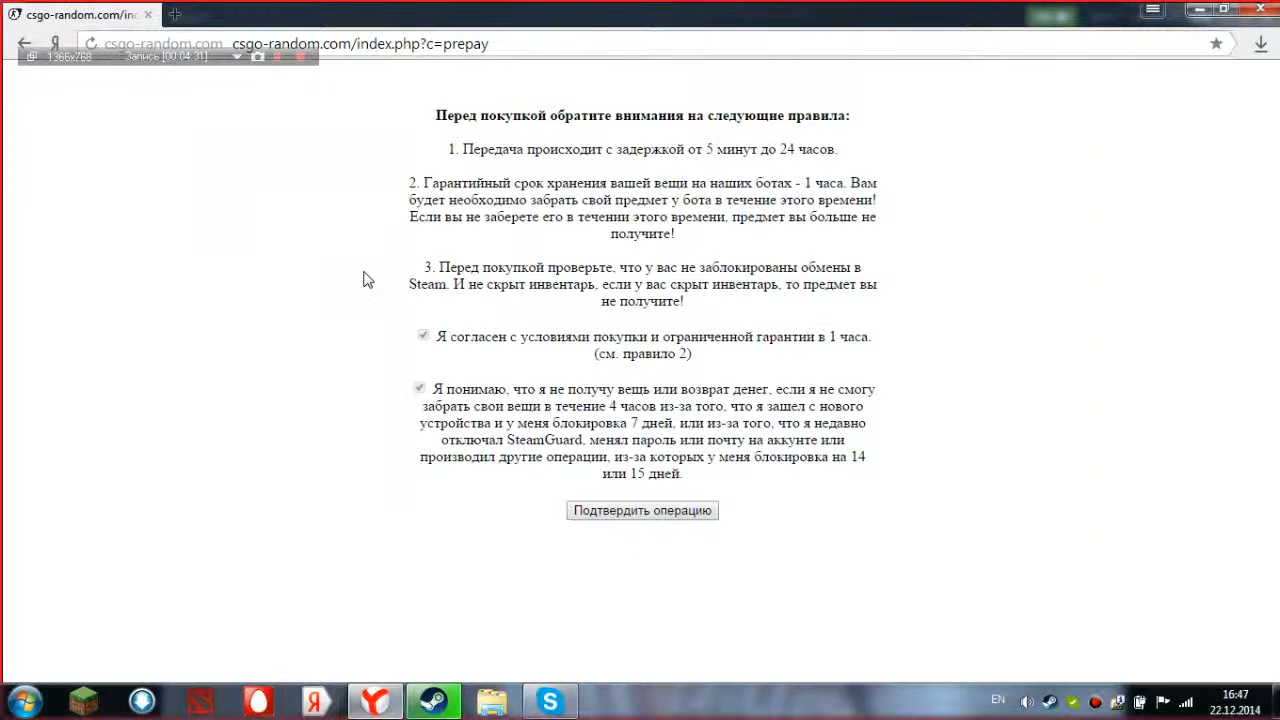 csgo-random.com/ind
csgo-random.com csgo-random.com/index.php?c=prepay
1366x768 Запись [00:04:31]
Перед покупкой обратите внимания на следующие правила:
1. Передача происходит с задержкой от 5 минут до 24 часов.
2. Гарантийный срок хранения вашей вещи на наших ботах - 1 часа. Вам
будет необходимо забрать свой предмет у бота в течение этого времени!
Если вы не заберете его в течении этого времени, предмет вы больше не
получите!
3. Перед покупкой проверьте, что у вас не заблокированы обмены в
Steam. И не скрыт инвентарь, если у вас скрыт инвентарь, то предмет вы
не получите!
Я согласен с условиями покупки и ограниченной гарантии в 1 часа.
(см. правило 2)
Я понимаю, что я не получу вещь или возврат денег, если я не смогу
забрать свои вещи в течение 4 часов из-за того, что я зашел с нового
устройства и у меня блокировка 7 дней, или из-за того, что я недавно
отключал SteamGuard, менял пароль или почту на аккунте или
производил другие операции, из-за которых у меня блокировка на 14
или 15 дней.
Подтвердить операцию
EN
16:47
22.12.2014